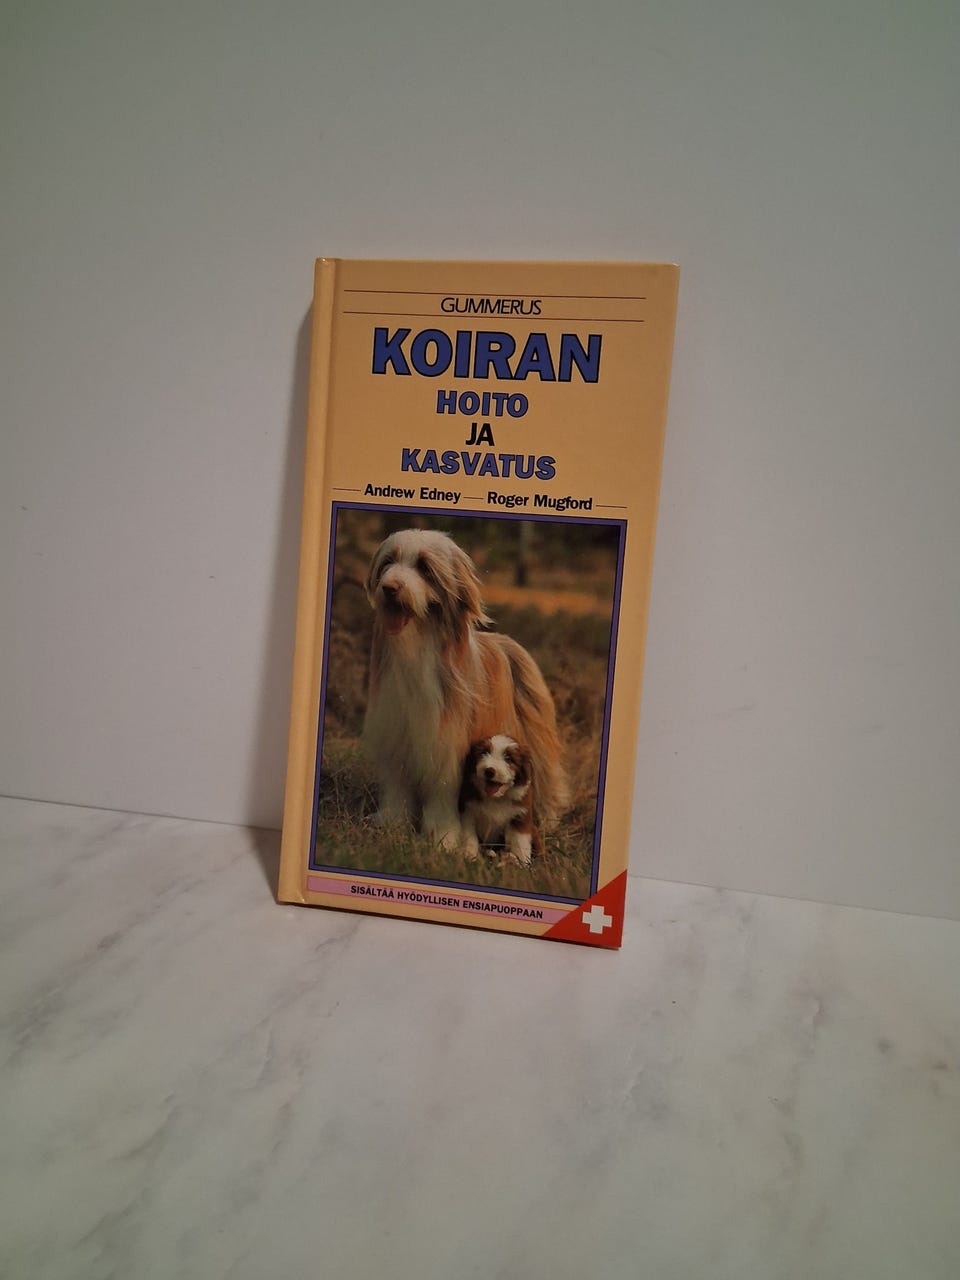 GUMMERUS
KOIRAN
HOITO
JA
KASVATUS
Andrew Edney — Roger Mugford
SISÄLTÄÄ HYÖDYLLISEN ENSIAPUOPPAAN